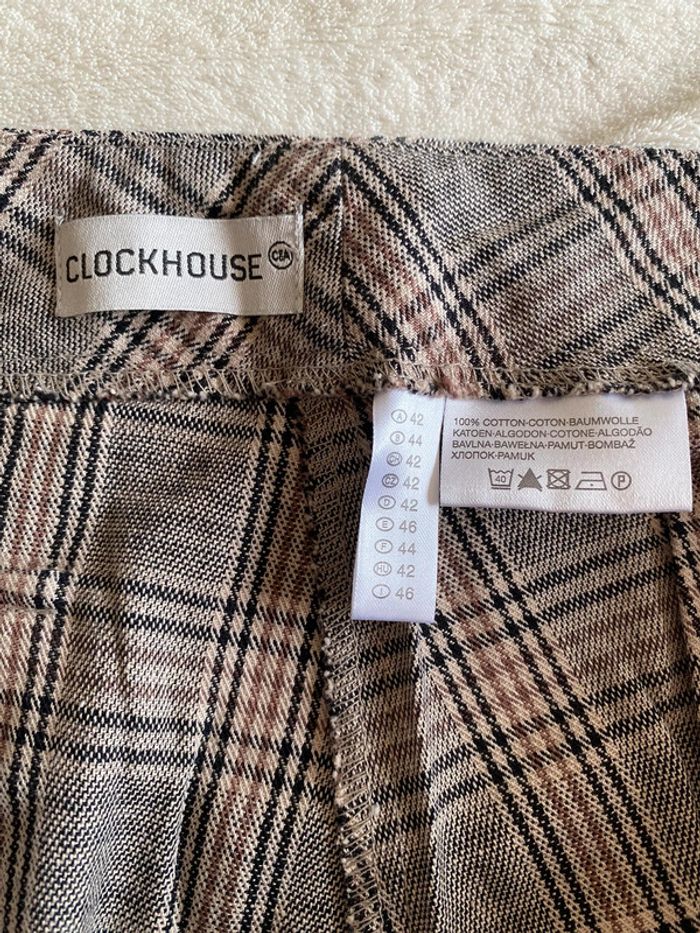 CLOCKHOUSE C&A
A 42
B 44
CH 42
CZ 42
D 42
E 46
F 44
HU 42
I 46
100% COTTON-COTON-BAUMWOLLE
KATOEN-ALGODON-COTONE-ALGODÃO
BAVLNA-BAWEŁNA-PAMUT-BOMBAŽ
ХЛОПОК-PAMUK
40 P